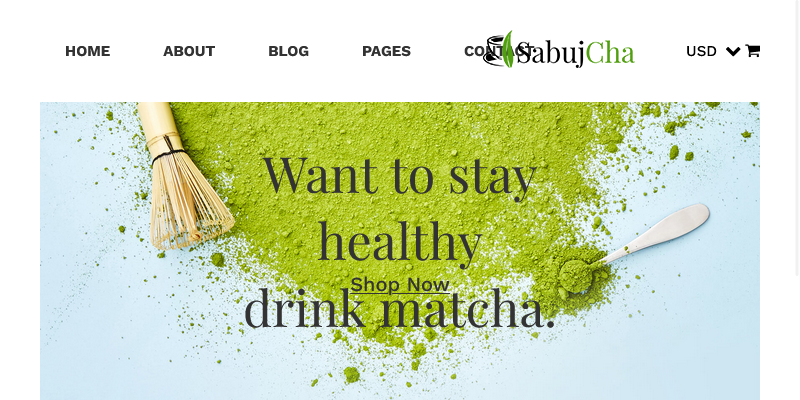 HOME ABOUT BLOG PAGES CONTACT SabujCha USD
Want to stay
healthy
Shop Now
drink matcha.